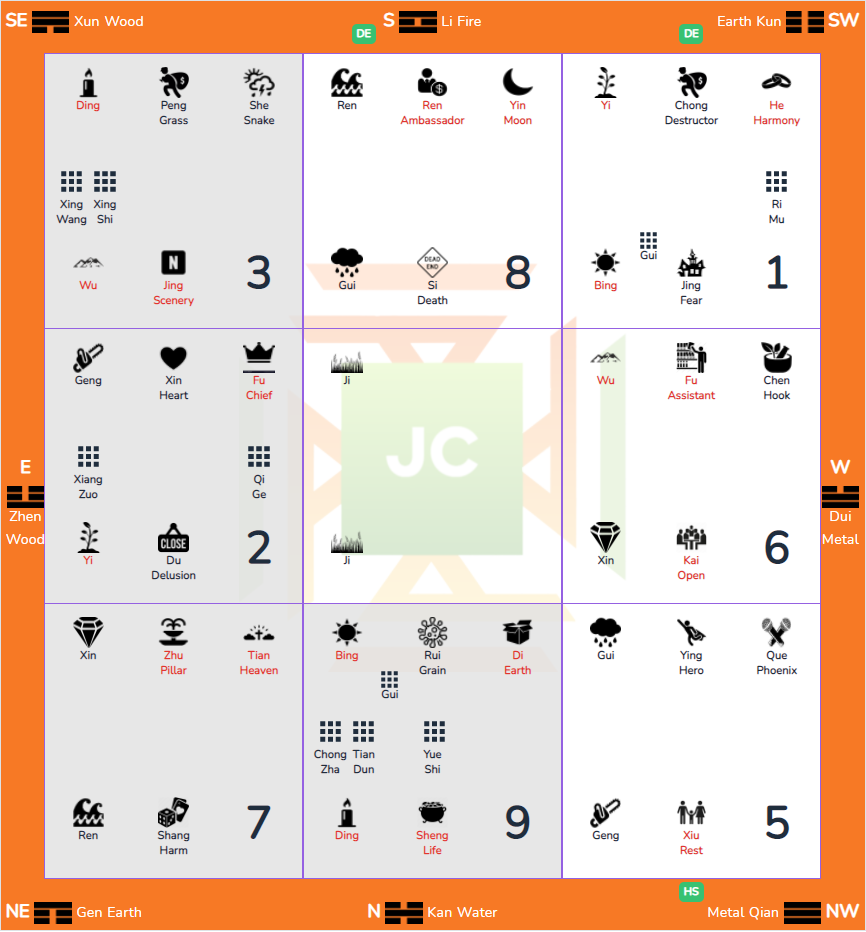 SE Xun Wood
DE
S Li Fire
DE
Earth Kun SW
Ding
Peng
Grass
She
Snake
Xing
Wang
Xing
Shi
Wu
N
Jing
Scenery
3
Ren
Ren
Ambassador
Yin
Moon
Gui
DEAD
END
Si
Death
8
Yi
Chong
Destructor
He
Harmony
Ri
Mu
Gui
Bing
Jing
Fear
1
E
Zhen
Wood
Geng
Xin
Heart
Fu
Chief
Xiang
Zuo
Qi
Ge
Yi
CLOSE
Du
Delusion
2
Ji
JC
Ji
Wu
Fu
Assistant
Chen
Hook
Xin
Kai
Open
6
W
Dui
Metal
Xin
Zhu
Pillar
Tian
Heaven
Ren
Shang
Harm
7
Bing
Rui
Grain
Di
Earth
Gui
Chong
Zha
Tian
Dun
Yue
Shi
Ding
Sheng
Life
9
Gui
Ying
Hero
Que
Phoenix
Geng
Xiu
Rest
5
NE Gen Earth
N Kan Water
HS
Metal Qian NW